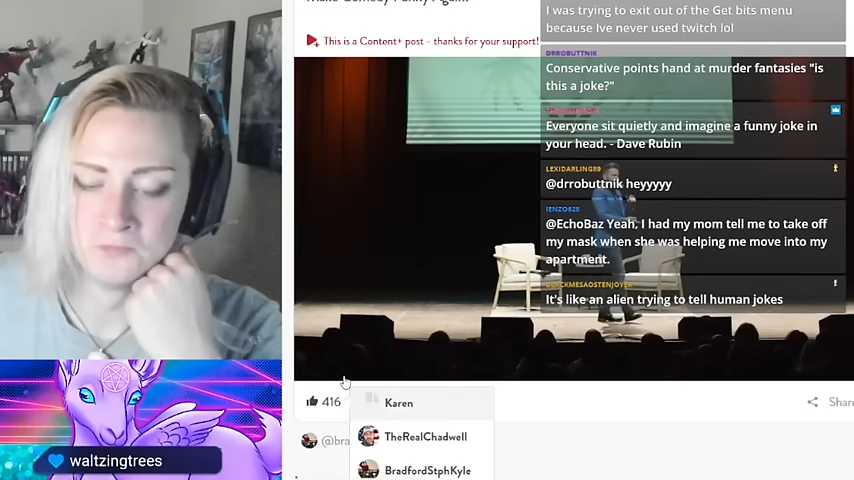 Make Comedy Funny Again!
This is a Content+ post - thanks for your support!
I was trying to exit out of the Get bits menu
because Ive never used twitch lol
DRROBUTTNIK
Conservative points hand at murder fantasies "is
this a joke?"
Everyone sit quietly and imagine a funny joke in
your head. - Dave Rubin
LEXIDARLING89
@drrobuttnik heyyyyy
IENZO628
@EchoBaz Yeah, I had my mom tell me to take off
my mask when she was helping me move into my
apartment.
BLACKMESAOSTENJOYER
It's like an alien trying to tell human jokes
416
Karen
Share
@bra
TheRealChadwell
BradfordStphKyle
waltzingtrees